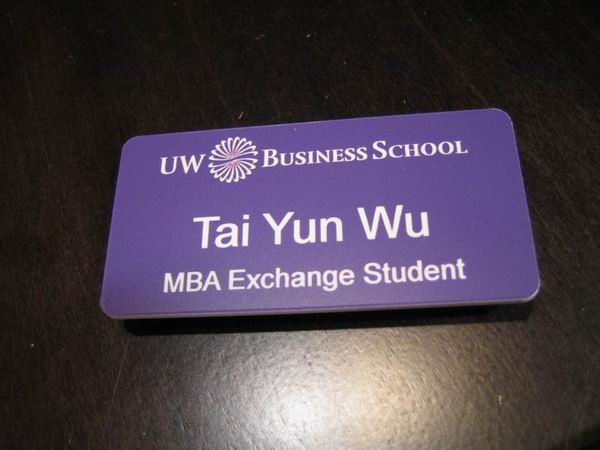 UW Business School
Tai Yun Wu
MBA Exchange Student